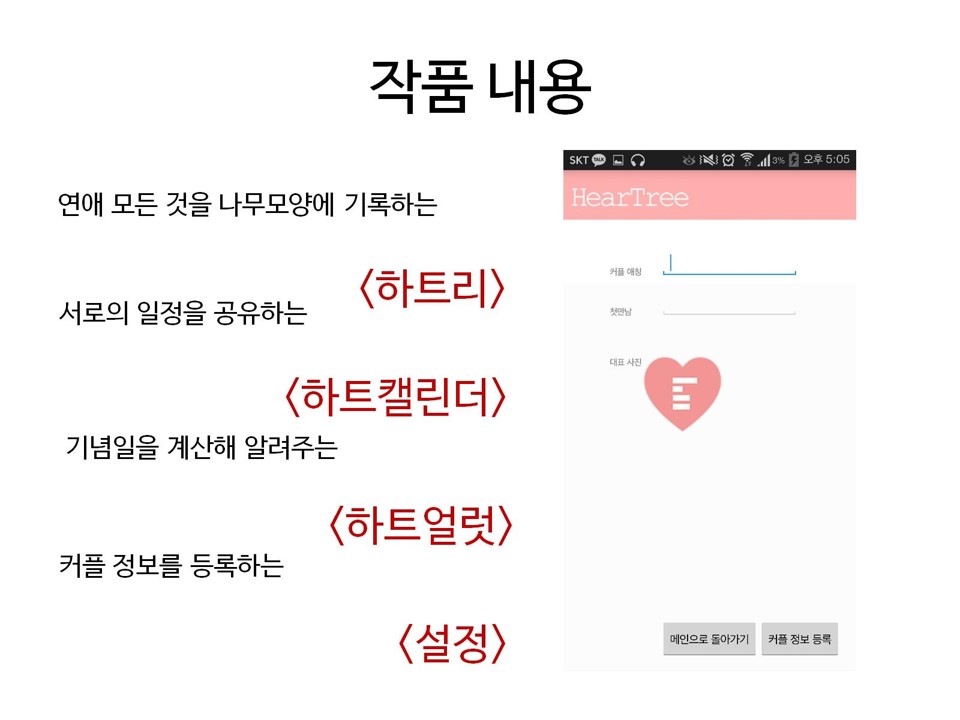 작품 내용
연애 모든 것을 나무모양에 기록하는
<하트리>
서로의 일정을 공유하는
<하트캘린더>
기념일을 계산해 알려주는
<하트얼럿>
커플 정보를 등록하는
<설정>
SKT TALK 3% 오후 5:05
HearTree
커플 애칭
첫만남
대표 사진
메인으로 돌아가기 커플 정보 등록